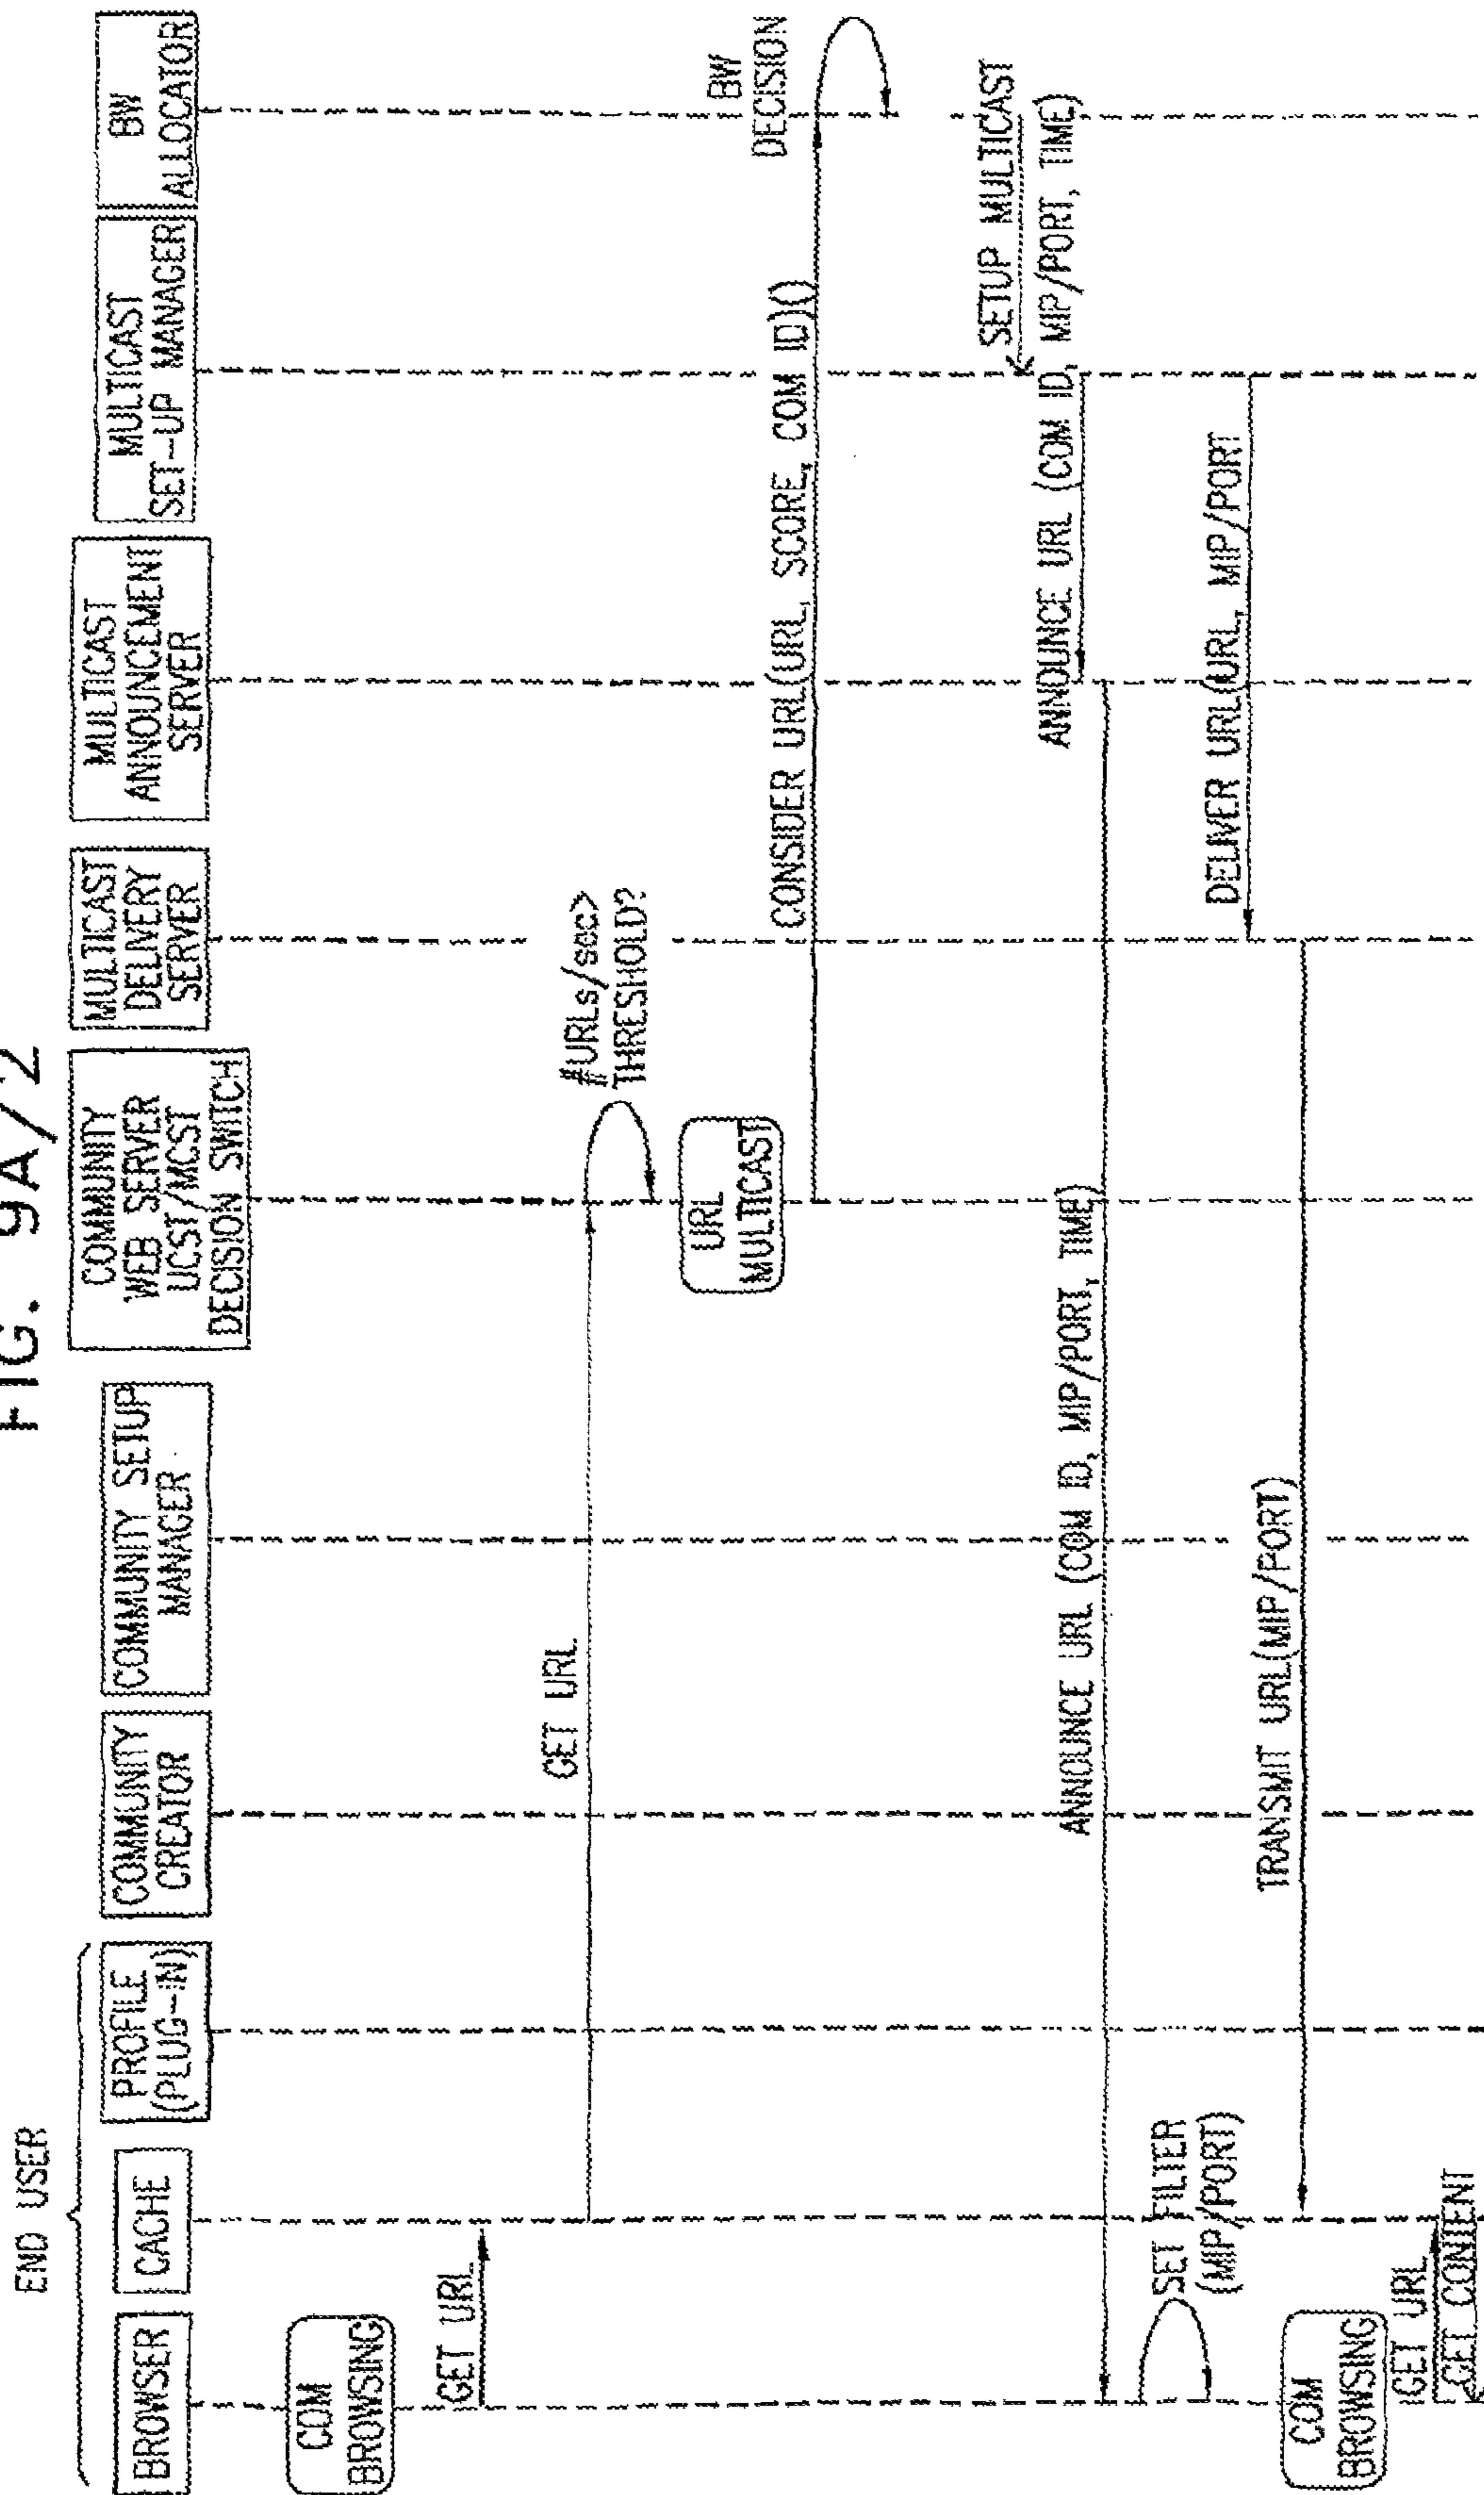 FIG. 9A/2
END USER
BROWSER
CACHE
PROFILE
(PLUG-IN)
COMMUNITY
CREATOR
COMMUNITY SETUP
MANAGER
COMMUNITY
WEB SERVER
UCST/MCST
DECISION SWITCH
MULTICAST
DELIVERY
SERVER
MULTICAST
ANNOUNCEMENT
SERVER
MULTICAST
SET-UP MANAGER
BW
ALLOCATOR
COM
BROWSING
GET URL
GET URL
#URLs/sec>
THRESHOLD?
URL
MULTICAST
BW
DECISION
CONSIDER URL(URL, SCORE, COM ID)()
SETUP MULTICAST
ANNOUNCE URL (COM ID, MIP/PORT, TIME)
ANNOUNCE URL (COM ID, MIP/PORT, TIME)
SET FILTER
(MIP/PORT)
DELIVER URL(URL, MIP/PORT
TRANSMIT URL(MIP/PORT)
COM
BROWSING
GET URL
GET CONTENT